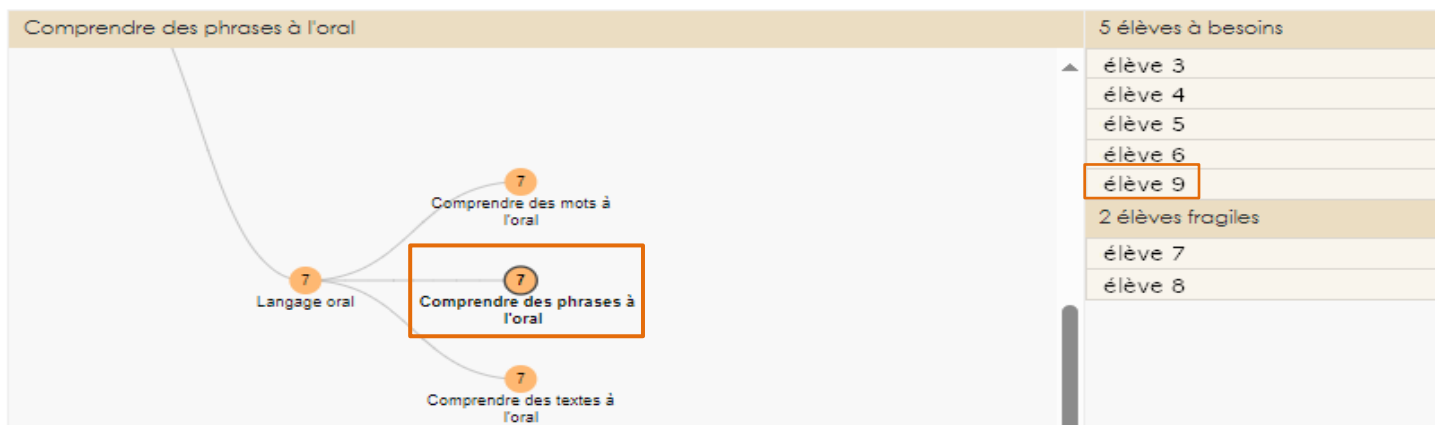 Comprendre des phrases à l'oral
7
Comprendre des mots à
l'oral
7
Langage oral
7
Comprendre des phrases à
l'oral
7
Comprendre des textes à
l'oral
5 élèves à besoins
élève 3
élève 4
élève 5
élève 6
élève 9
2 élèves fragiles
élève 7
élève 8